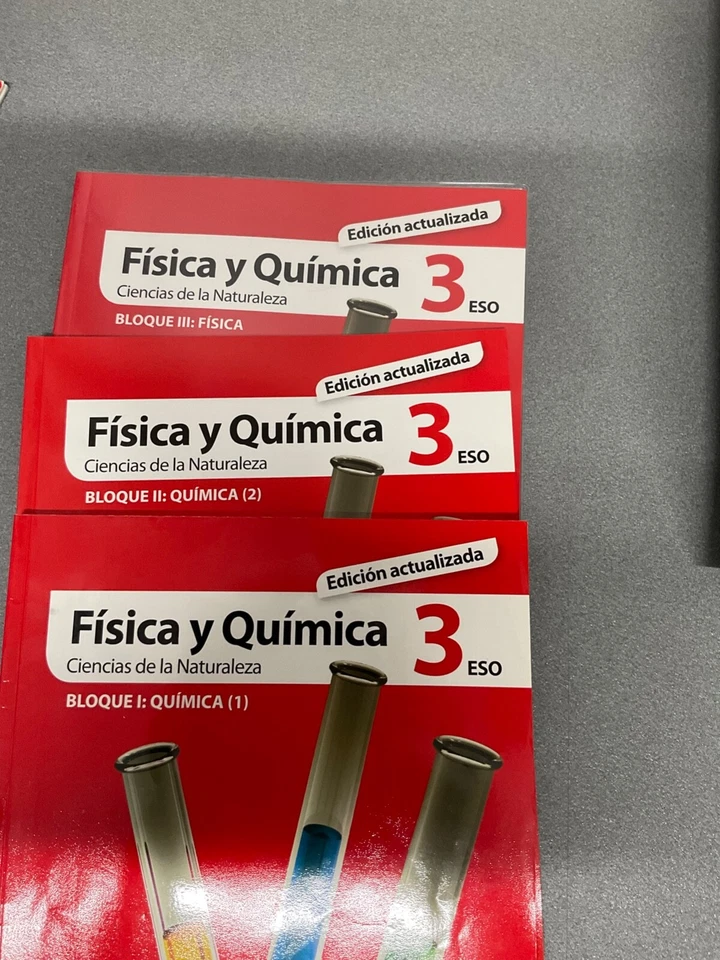 Edición actualizada
Física y Química 3 ESO
Ciencias de la Naturaleza
BLOQUE III: FÍSICA
Edición actualizada
Física y Química 3 ESO
Ciencias de la Naturaleza
BLOQUE II: QUÍMICA (2)
Edición actualizada
Física y Química 3 ESO
Ciencias de la Naturaleza
BLOQUE I: QUÍMICA (1)